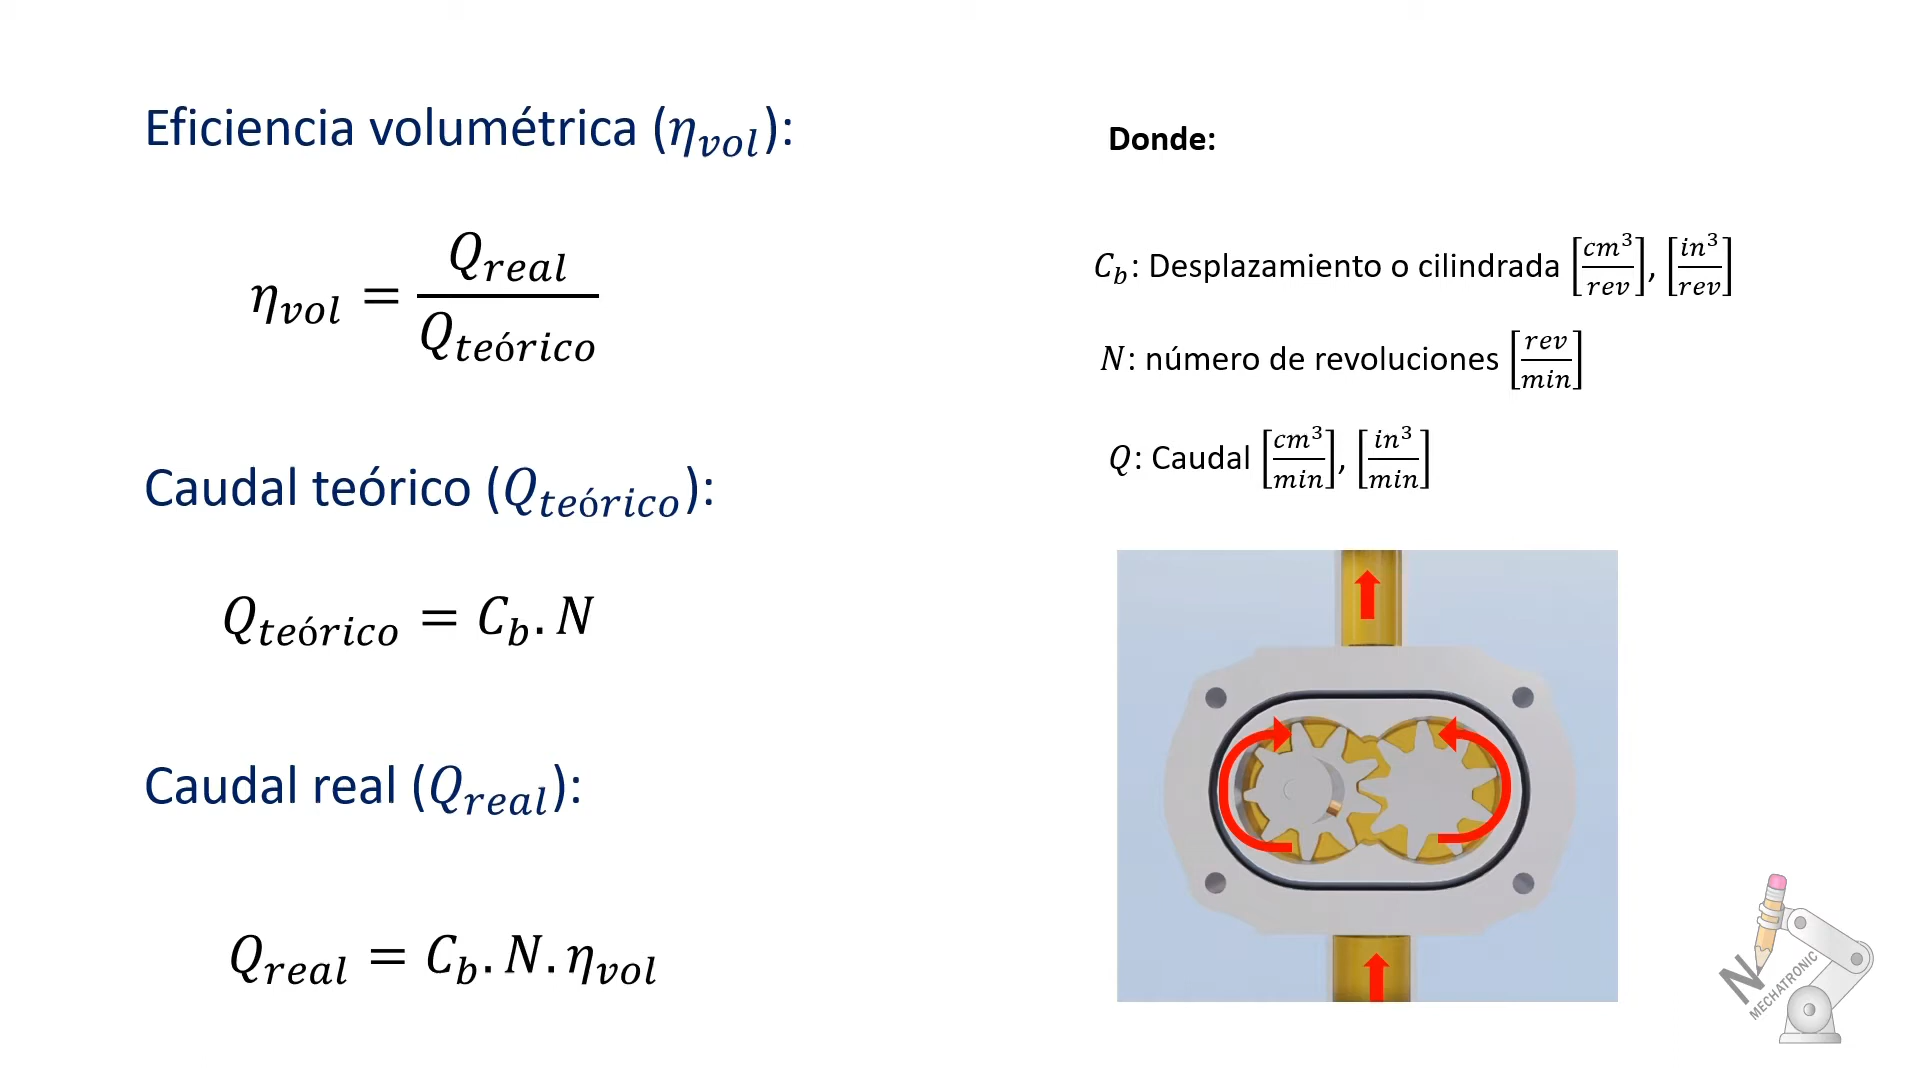 Eficiencia volumétrica (η_vol):
η_vol = Q_real / Q_teórico
Caudal teórico (Q_teórico):
Q_teórico = C_b . N
Caudal real (Q_real):
Q_real = C_b . N . η_vol
Donde:
C_b: Desplazamiento o cilindrada [cm³/rev], [in³/rev]
N: número de revoluciones [rev/min]
Q: Caudal [cm³/min], [in³/min]
N
MECHATRONIC